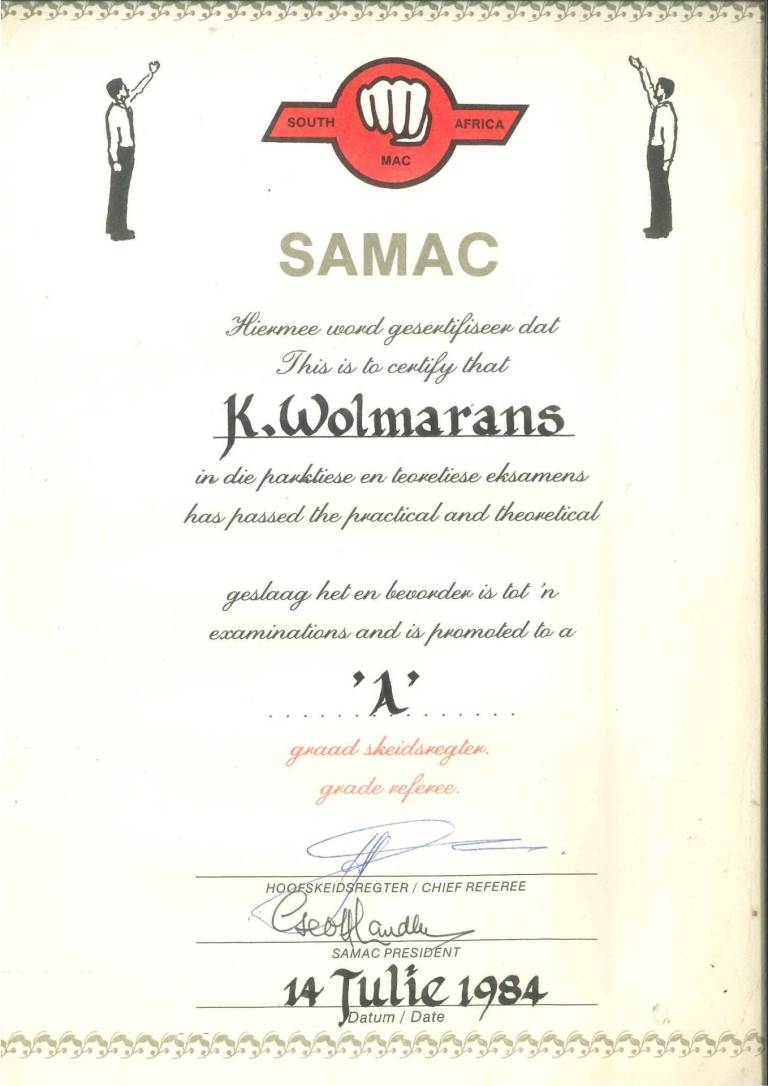 SOUTH AFRICA
MAC
SAMAC
Hiermee word gesertifiseer dat
This is to certify that
K. Wolmarans
in die parktiese en teoretiese eksamens
has passed the practical and theoretical
geslaag het en bevorder is tot 'n
examinations and is promoted to a
'A'
graad skeidsregter.
grade referee.
HOOFSKEIDSREGTER / CHIEF REFEREE
SAMAC PRESIDENT
14 Julie 1984
Datum / Date